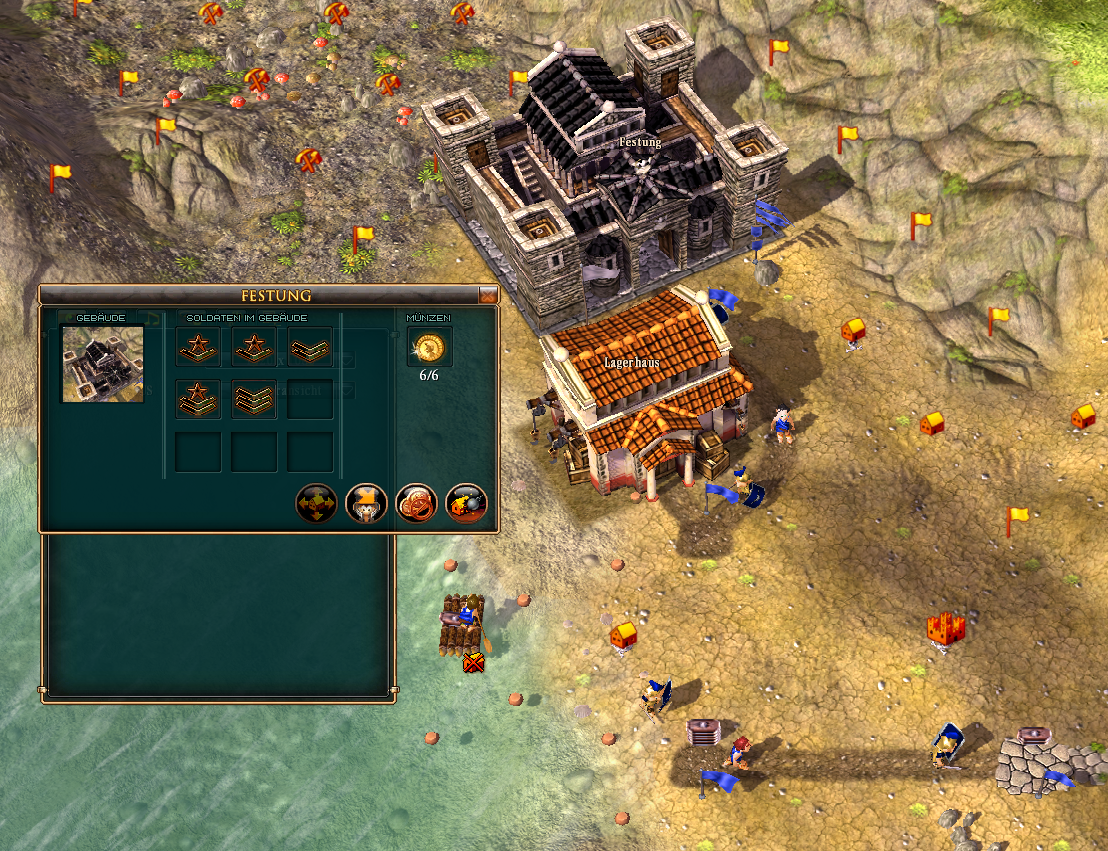 Festung
FESTUNG
GEBÄUDE
SOLDATEN IM GEBÄUDE
MÜNZEN
6/6
Lagerhaus